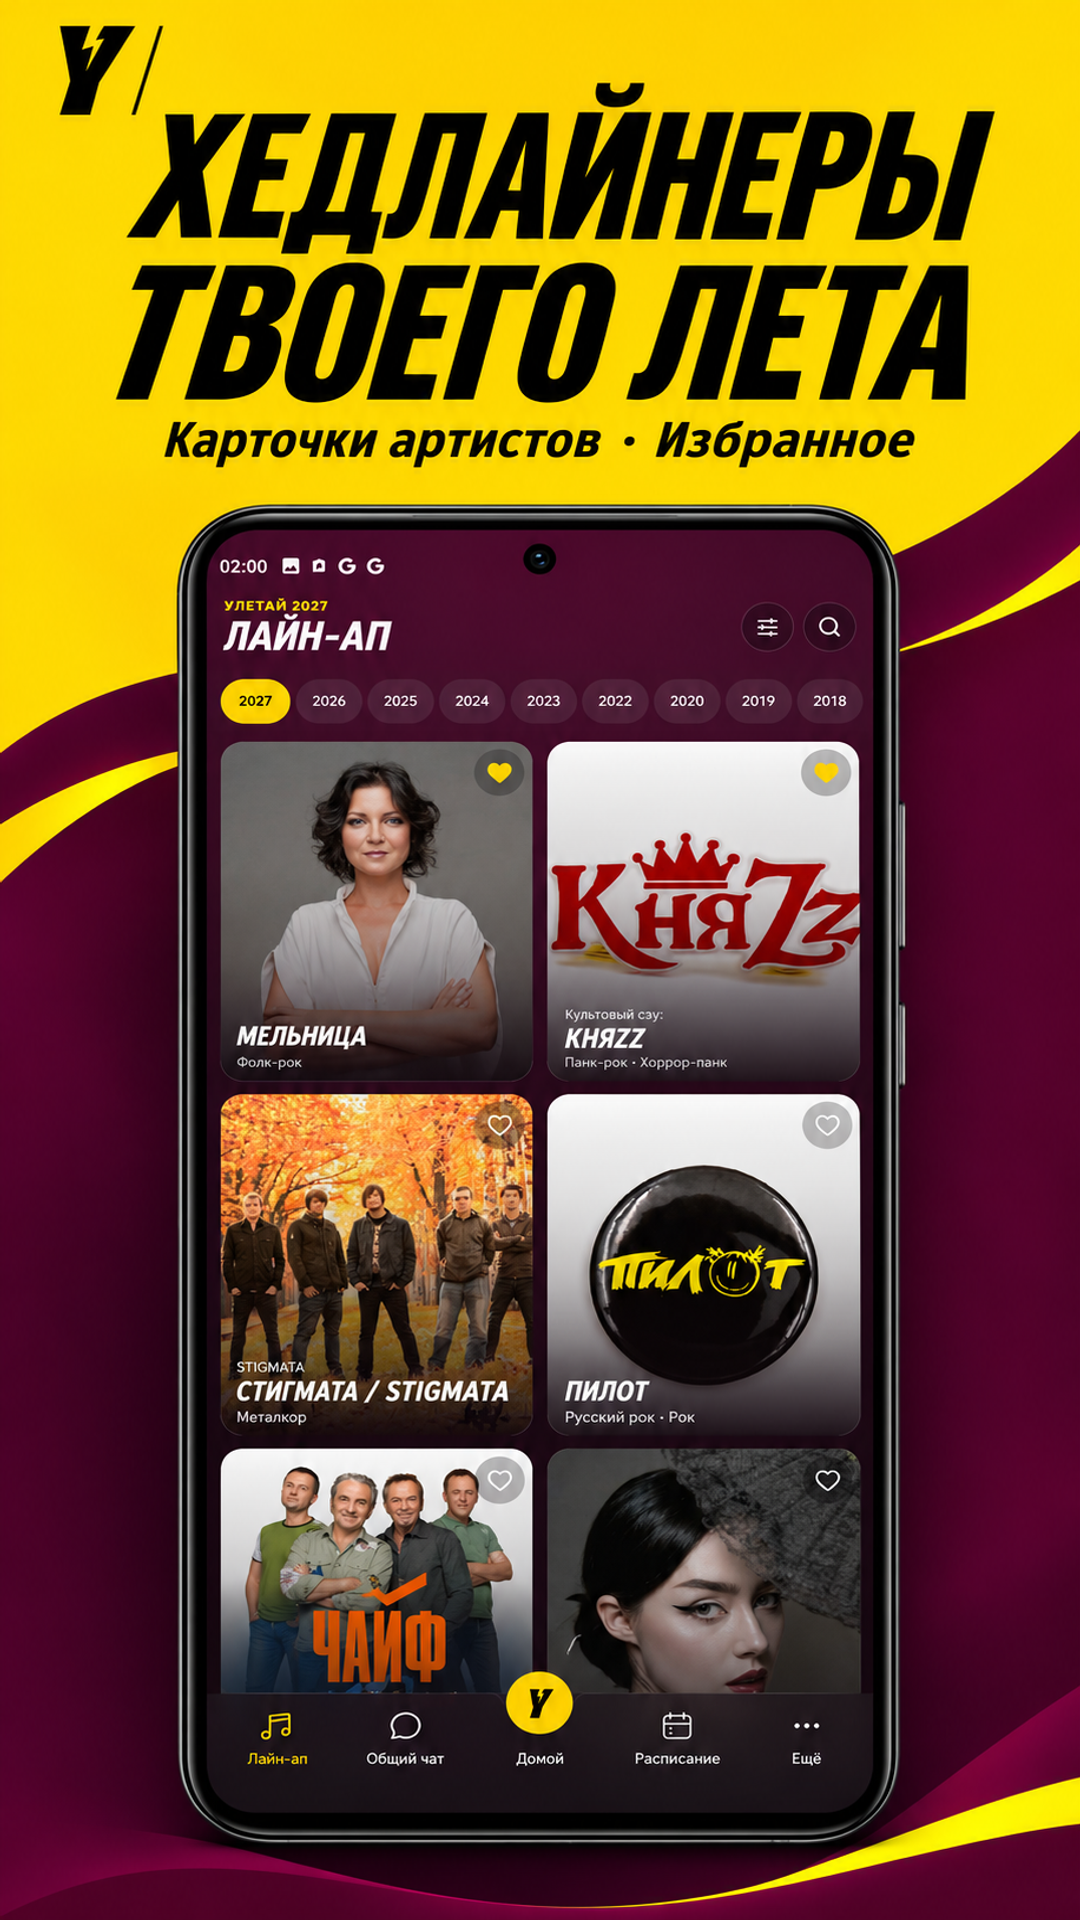 У
ХЕДЛАЙНЕРЫ
ТВОЕГО ЛЕТА
Карточки артистов • Избранное
02:00 G G
УЛЕТАЙ 2027
ЛАЙН-АП
2027 2026 2025 2024 2023 2022 2020 2019 2018
КняZz
МЕЛЬНИЦА
Фолк-рок
Культовый сэу:
КНЯZZ
Панк-рок • Хоррор-панк
STIGMATA
СТИГМАТА / STIGMATA
Металкор
ПИЛОТ
ПИЛОТ
Русский рок • Рок
ЧАЙФ
У
Лайн-ап Общий чат Домой Расписание Ещё